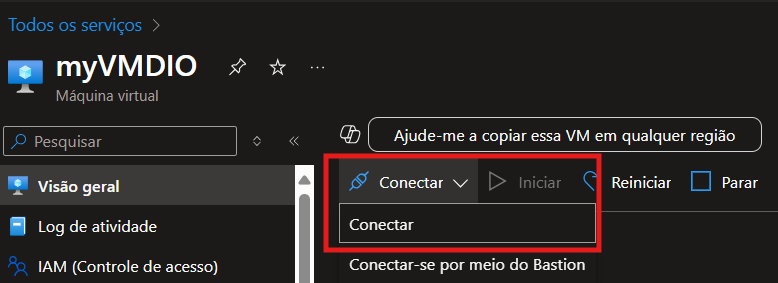 Todos os serviços
myVMDIO
Máquina virtual
Pesquisar
Ajude-me a copiar essa VM em qualquer região
Visão geral
Conectar Iniciar Reiniciar Parar
Log de atividade
Conectar
IAM (Controle de acesso)
Conectar-se por meio do Bastion